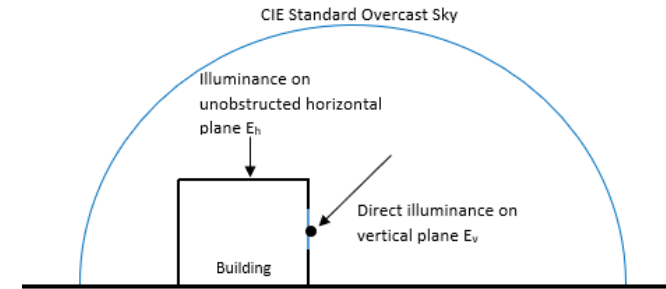 CIE Standard Overcast Sky
Illuminance on
unobstructed horizontal
plane Eₕ
Direct illuminance on
vertical plane Eᵥ
Building